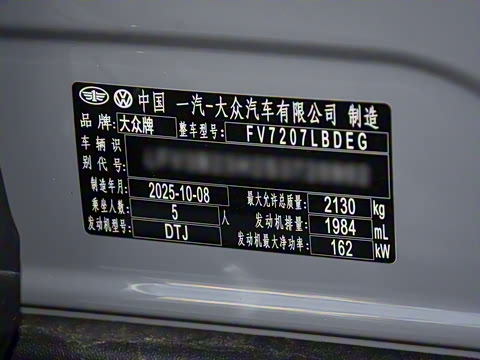 中国 一汽-大众汽车有限公司 制造
品牌: 大众牌 整车型号: FV7207LBDEG
车辆识
别代号:
制造年月: 2025-10-08 最大允许总质量: 2130 kg
乘座人数: 5 人 发动机排量: 1984 mL
发动机型号: DTJ 发动机最大净功率: 162 kW